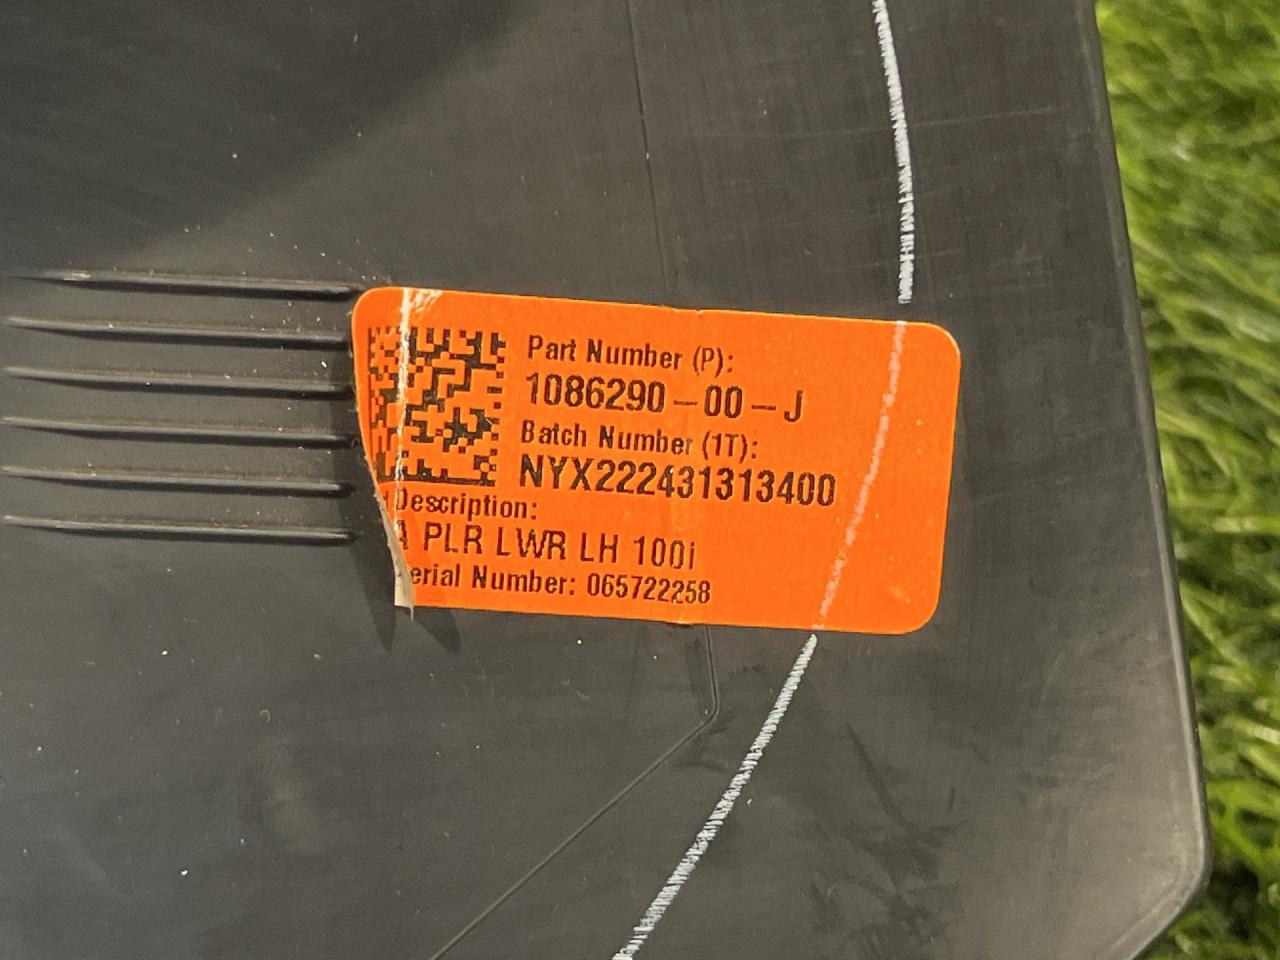 Part Number (P):
1086290-00-J
Batch Number (1T):
NYX222431313400
Description:
A PLR LWR LH 100i
erial Number: 065722258